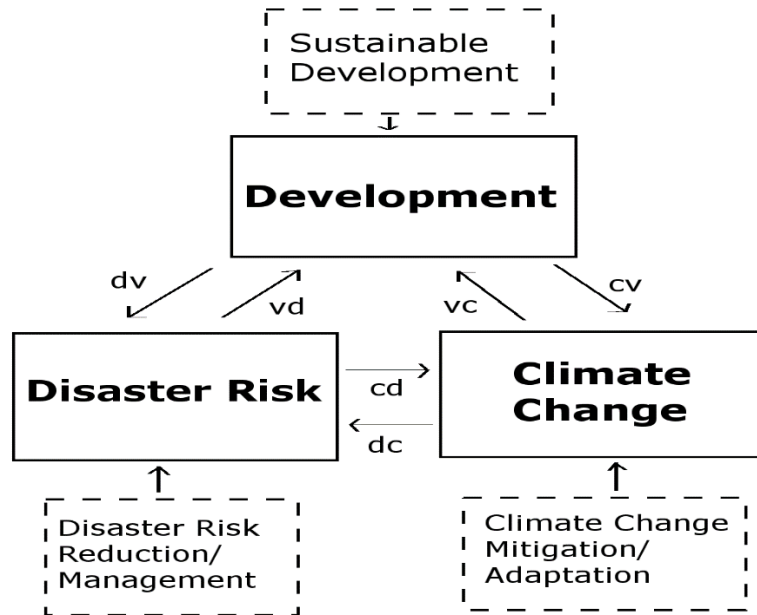 Sustainable
Development
Development
dv
vd
vc
cv
Disaster Risk
cd
dc
Climate
Change
Disaster Risk
Reduction/
Management
Climate Change
Mitigation/
Adaptation